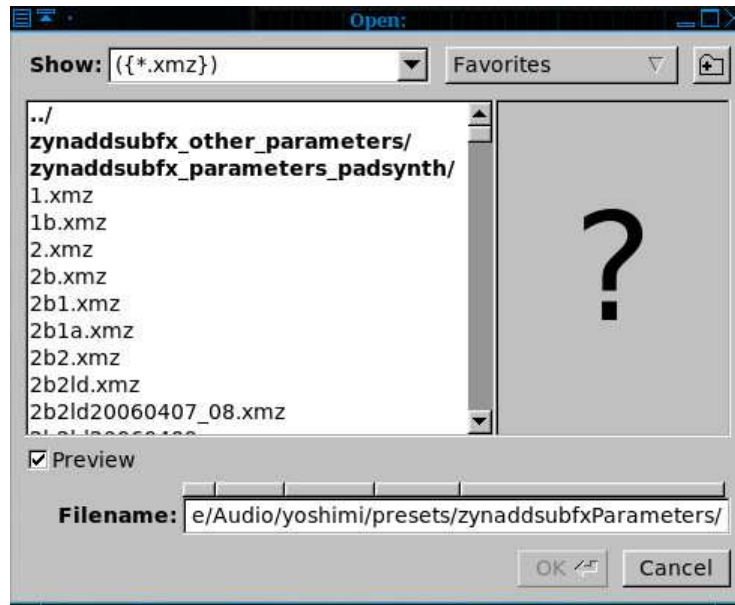 Open:
Show: ({*.xmz}) Favorites
../
zynaddsubfx_other_parameters/
zynaddsubfx_parameters_padsynth/
1.xmz
1b.xmz
2.xmz
2b.xmz
2b1.xmz
2b1a.xmz
2b2.xmz
2b2ld.xmz
2b2ld20060407_08.xmz
?
Preview
Filename: e/Audio/yoshimi/presets/zynaddsubfxParameters/
OK Cancel